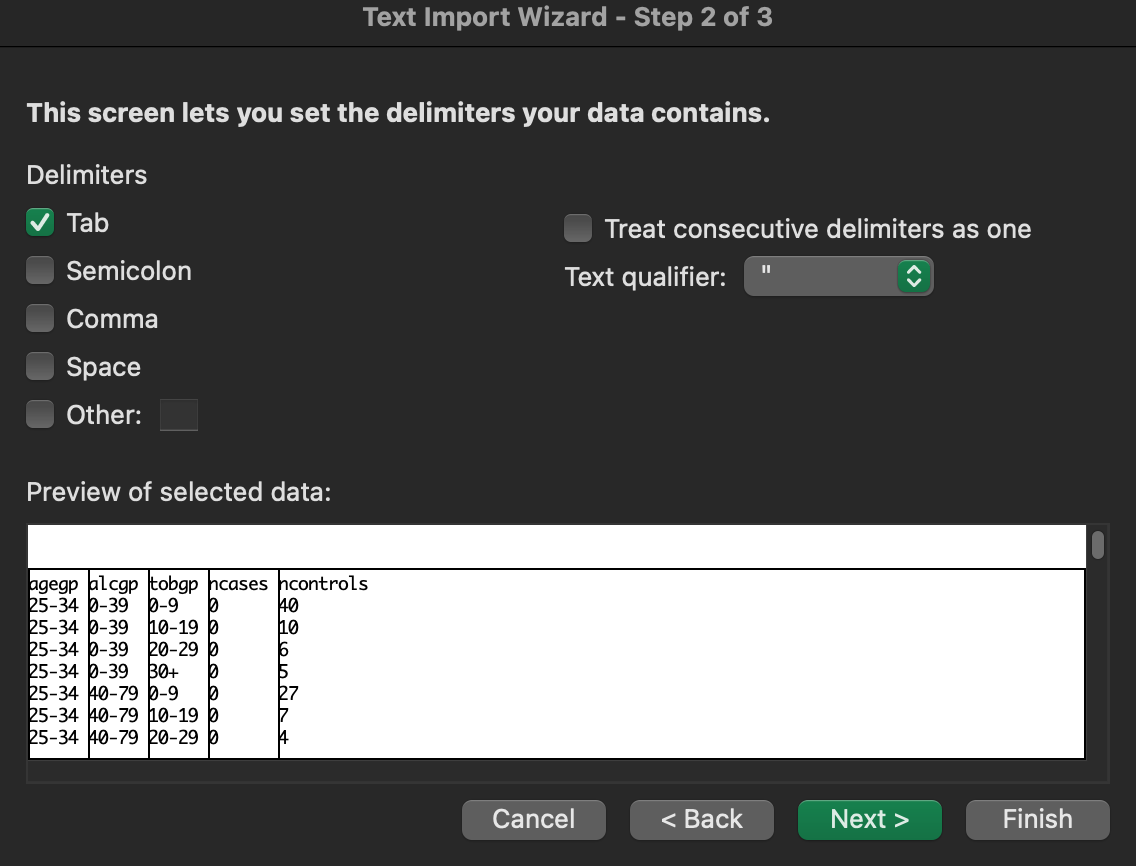 Text Import Wizard - Step 2 of 3
This screen lets you set the delimiters your data contains.
Delimiters
Tab
Semicolon
Comma
Space
Other:
Treat consecutive delimiters as one
Text qualifier: "
Preview of selected data:
agegp alcgp tobgp ncases ncontrols
25-34 0-39 0-9 0 40
25-34 0-39 10-19 0 10
25-34 0-39 20-29 0 6
25-34 0-39 30+ 0 5
25-34 40-79 0-9 0 27
25-34 40-79 10-19 0 7
25-34 40-79 20-29 0 4
Cancel < Back Next > Finish